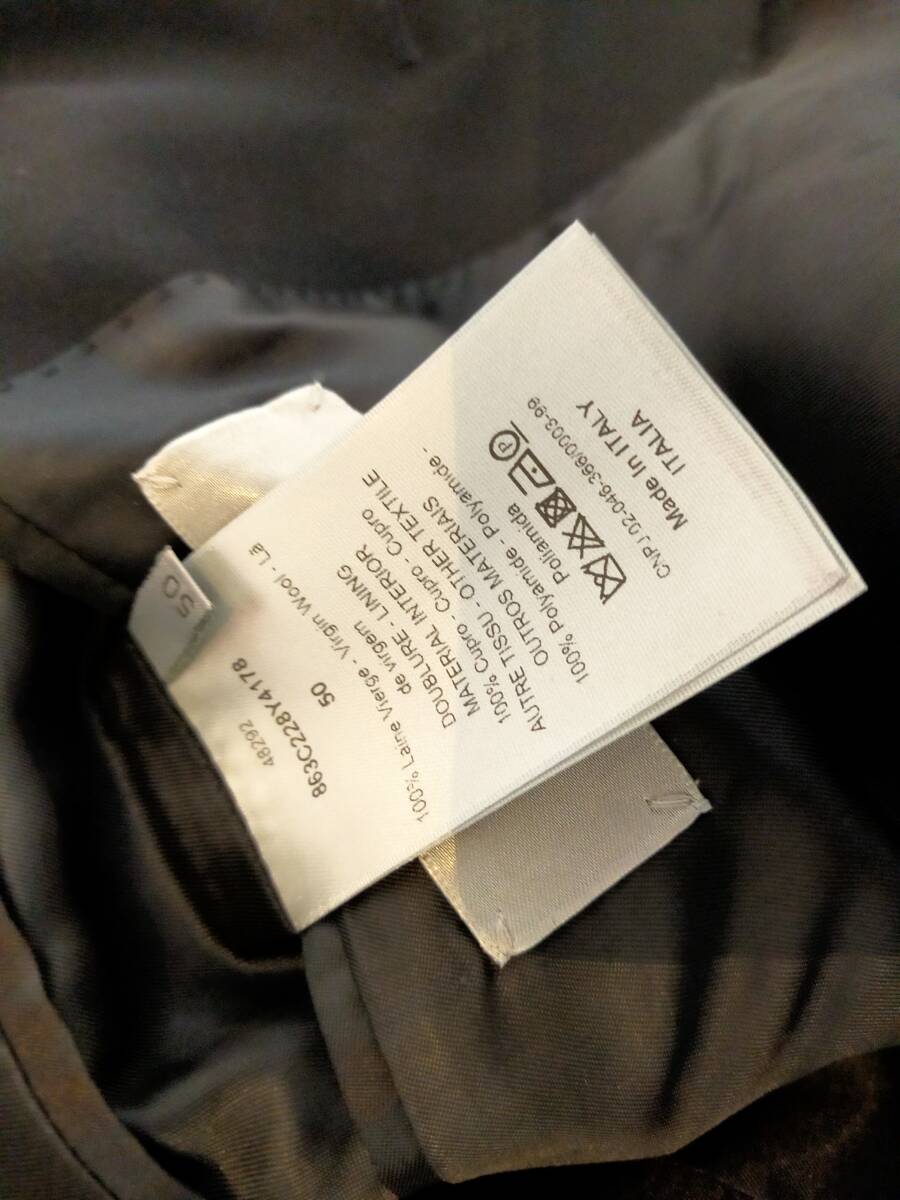 48292
863C228Y4178
50
100% Laine Vierge - Virgin Wool - Lã
de virgem
DOUBLURE - LINING
MATERIAL INTERIOR
100% Cupro - Cupro - Cupro
AUTRE TISSU - OTHER TEXTILE
OUTROS MATERIAIS
100% Polyamide - Polyamide -
Poliamida
P
CNPJ 02-046-366/0003-99
Made In ITALY
ITALIA
50